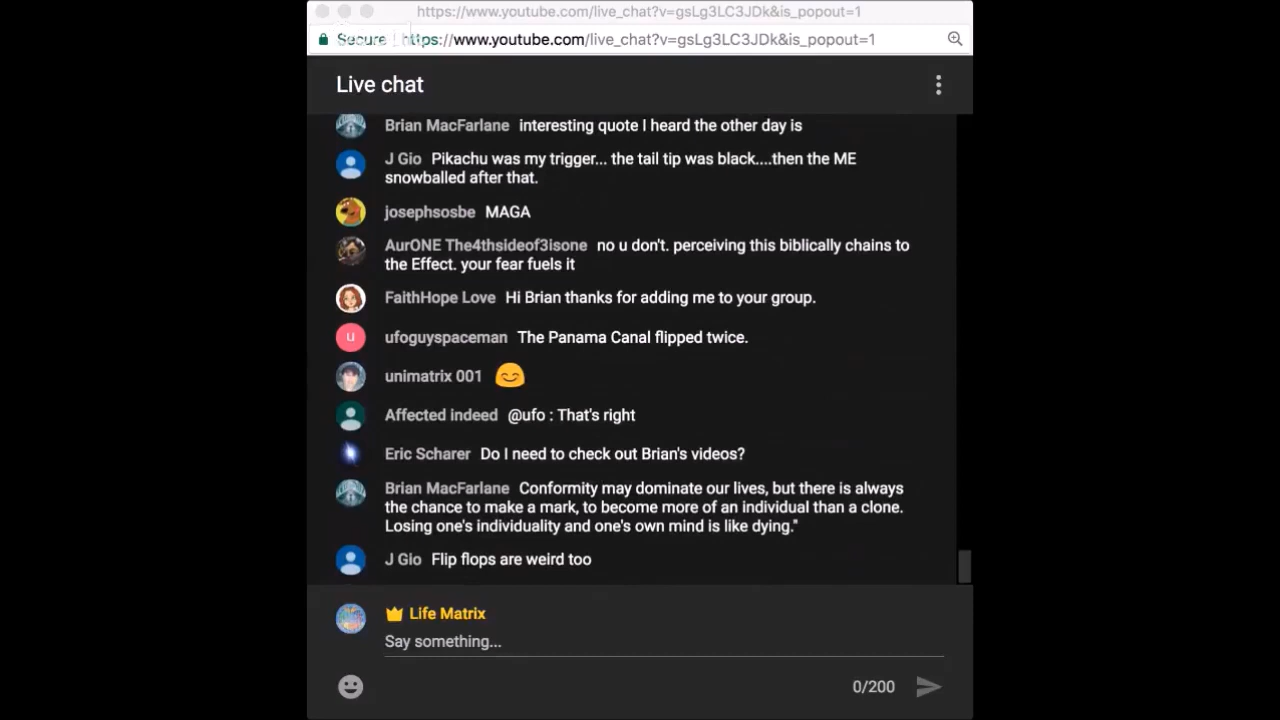 https://www.youtube.com/live_chat?v=gsLg3LC3JDk&is_popout=1
Secure https://www.youtube.com/live_chat?v=gsLg3LC3JDk&is_popout=1
Live chat
Brian MacFarlane interesting quote I heard the other day is
J Gio Pikachu was my trigger... the tail tip was black....then the ME
snowballed after that.
josephsosbe MAGA
AurONE The4thsideof3isone no u don't. perceiving this biblically chains to
the Effect. your fear fuels it
FaithHope Love Hi Brian thanks for adding me to your group.
u
ufoguyspaceman The Panama Canal flipped twice.
unimatrix 001 😊
Affected indeed @ufo : That's right
Eric Scharer Do I need to check out Brian's videos?
Brian MacFarlane Conformity may dominate our lives, but there is always
the chance to make a mark, to become more of an individual than a clone.
Losing one's individuality and one's own mind is like dying."
J Gio Flip flops are weird too
Life Matrix
Say something...
0/200